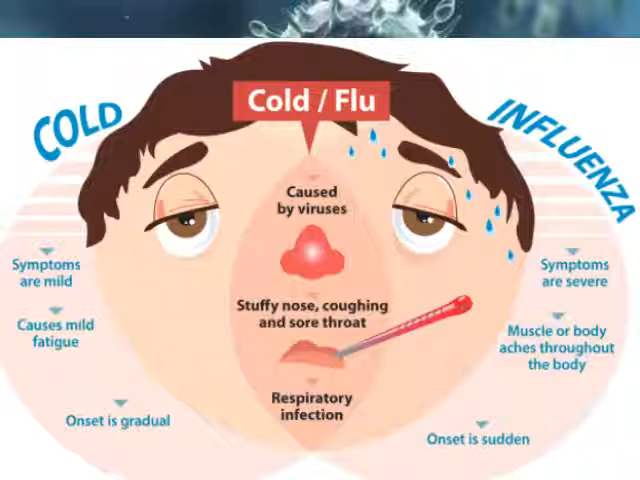 COLD
Cold / Flu
INFLUENZA
Caused
by viruses
Symptoms
are mild
Symptoms
are severe
Stuffy nose, coughing
and sore throat
Causes mild
fatigue
Muscle or body
aches throughout
the body
Respiratory
infection
Onset is gradual
Onset is sudden